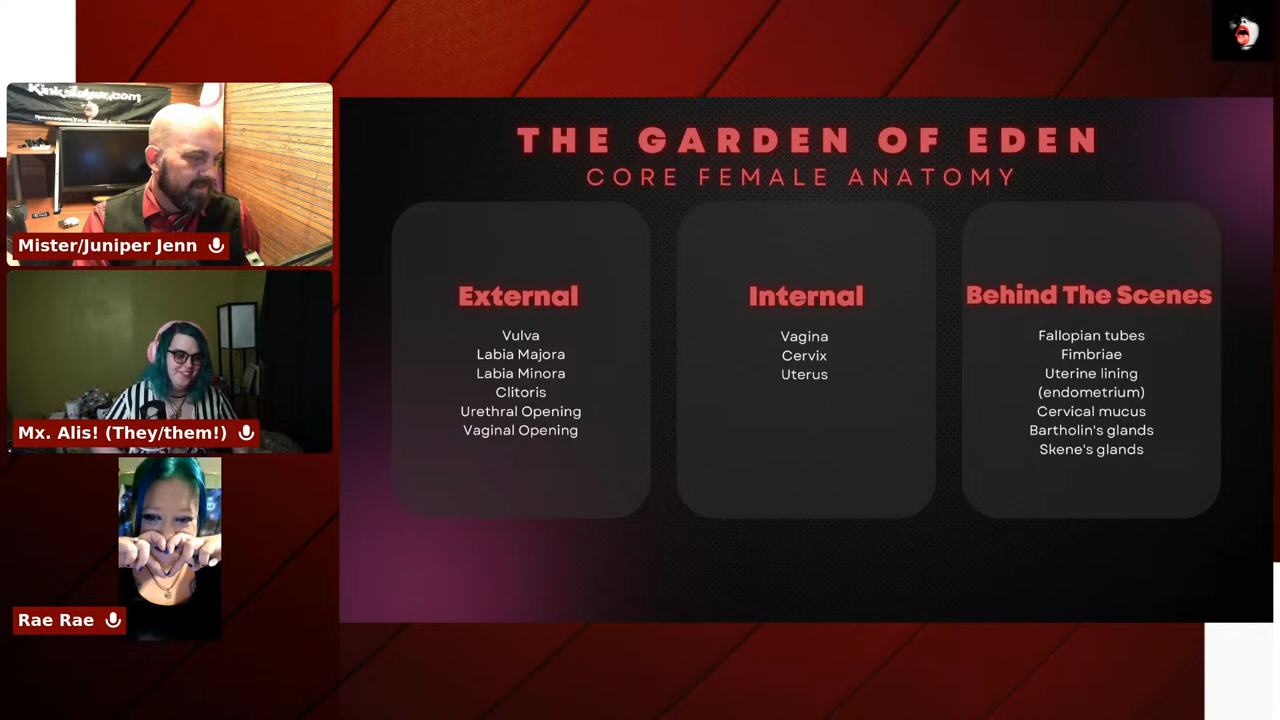 Kinksaker.com
Mister/Juniper Jenn
Mx. Alis! (They/them!)
Rae Rae
THE GARDEN OF EDEN
CORE FEMALE ANATOMY
External
Vulva
Labia Majora
Labia Minora
Clitoris
Urethral Opening
Vaginal Opening
Internal
Vagina
Cervix
Uterus
Behind The Scenes
Fallopian tubes
Fimbriae
Uterine lining
(endometrium)
Cervical mucus
Bartholin's glands
Skene's glands